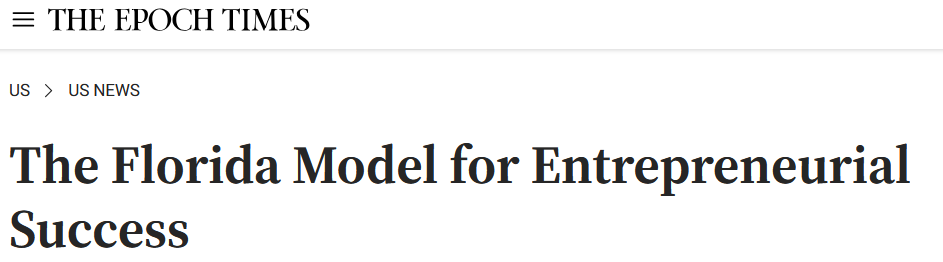 THE EPOCH TIMES
US > US NEWS
The Florida Model for Entrepreneurial
Success